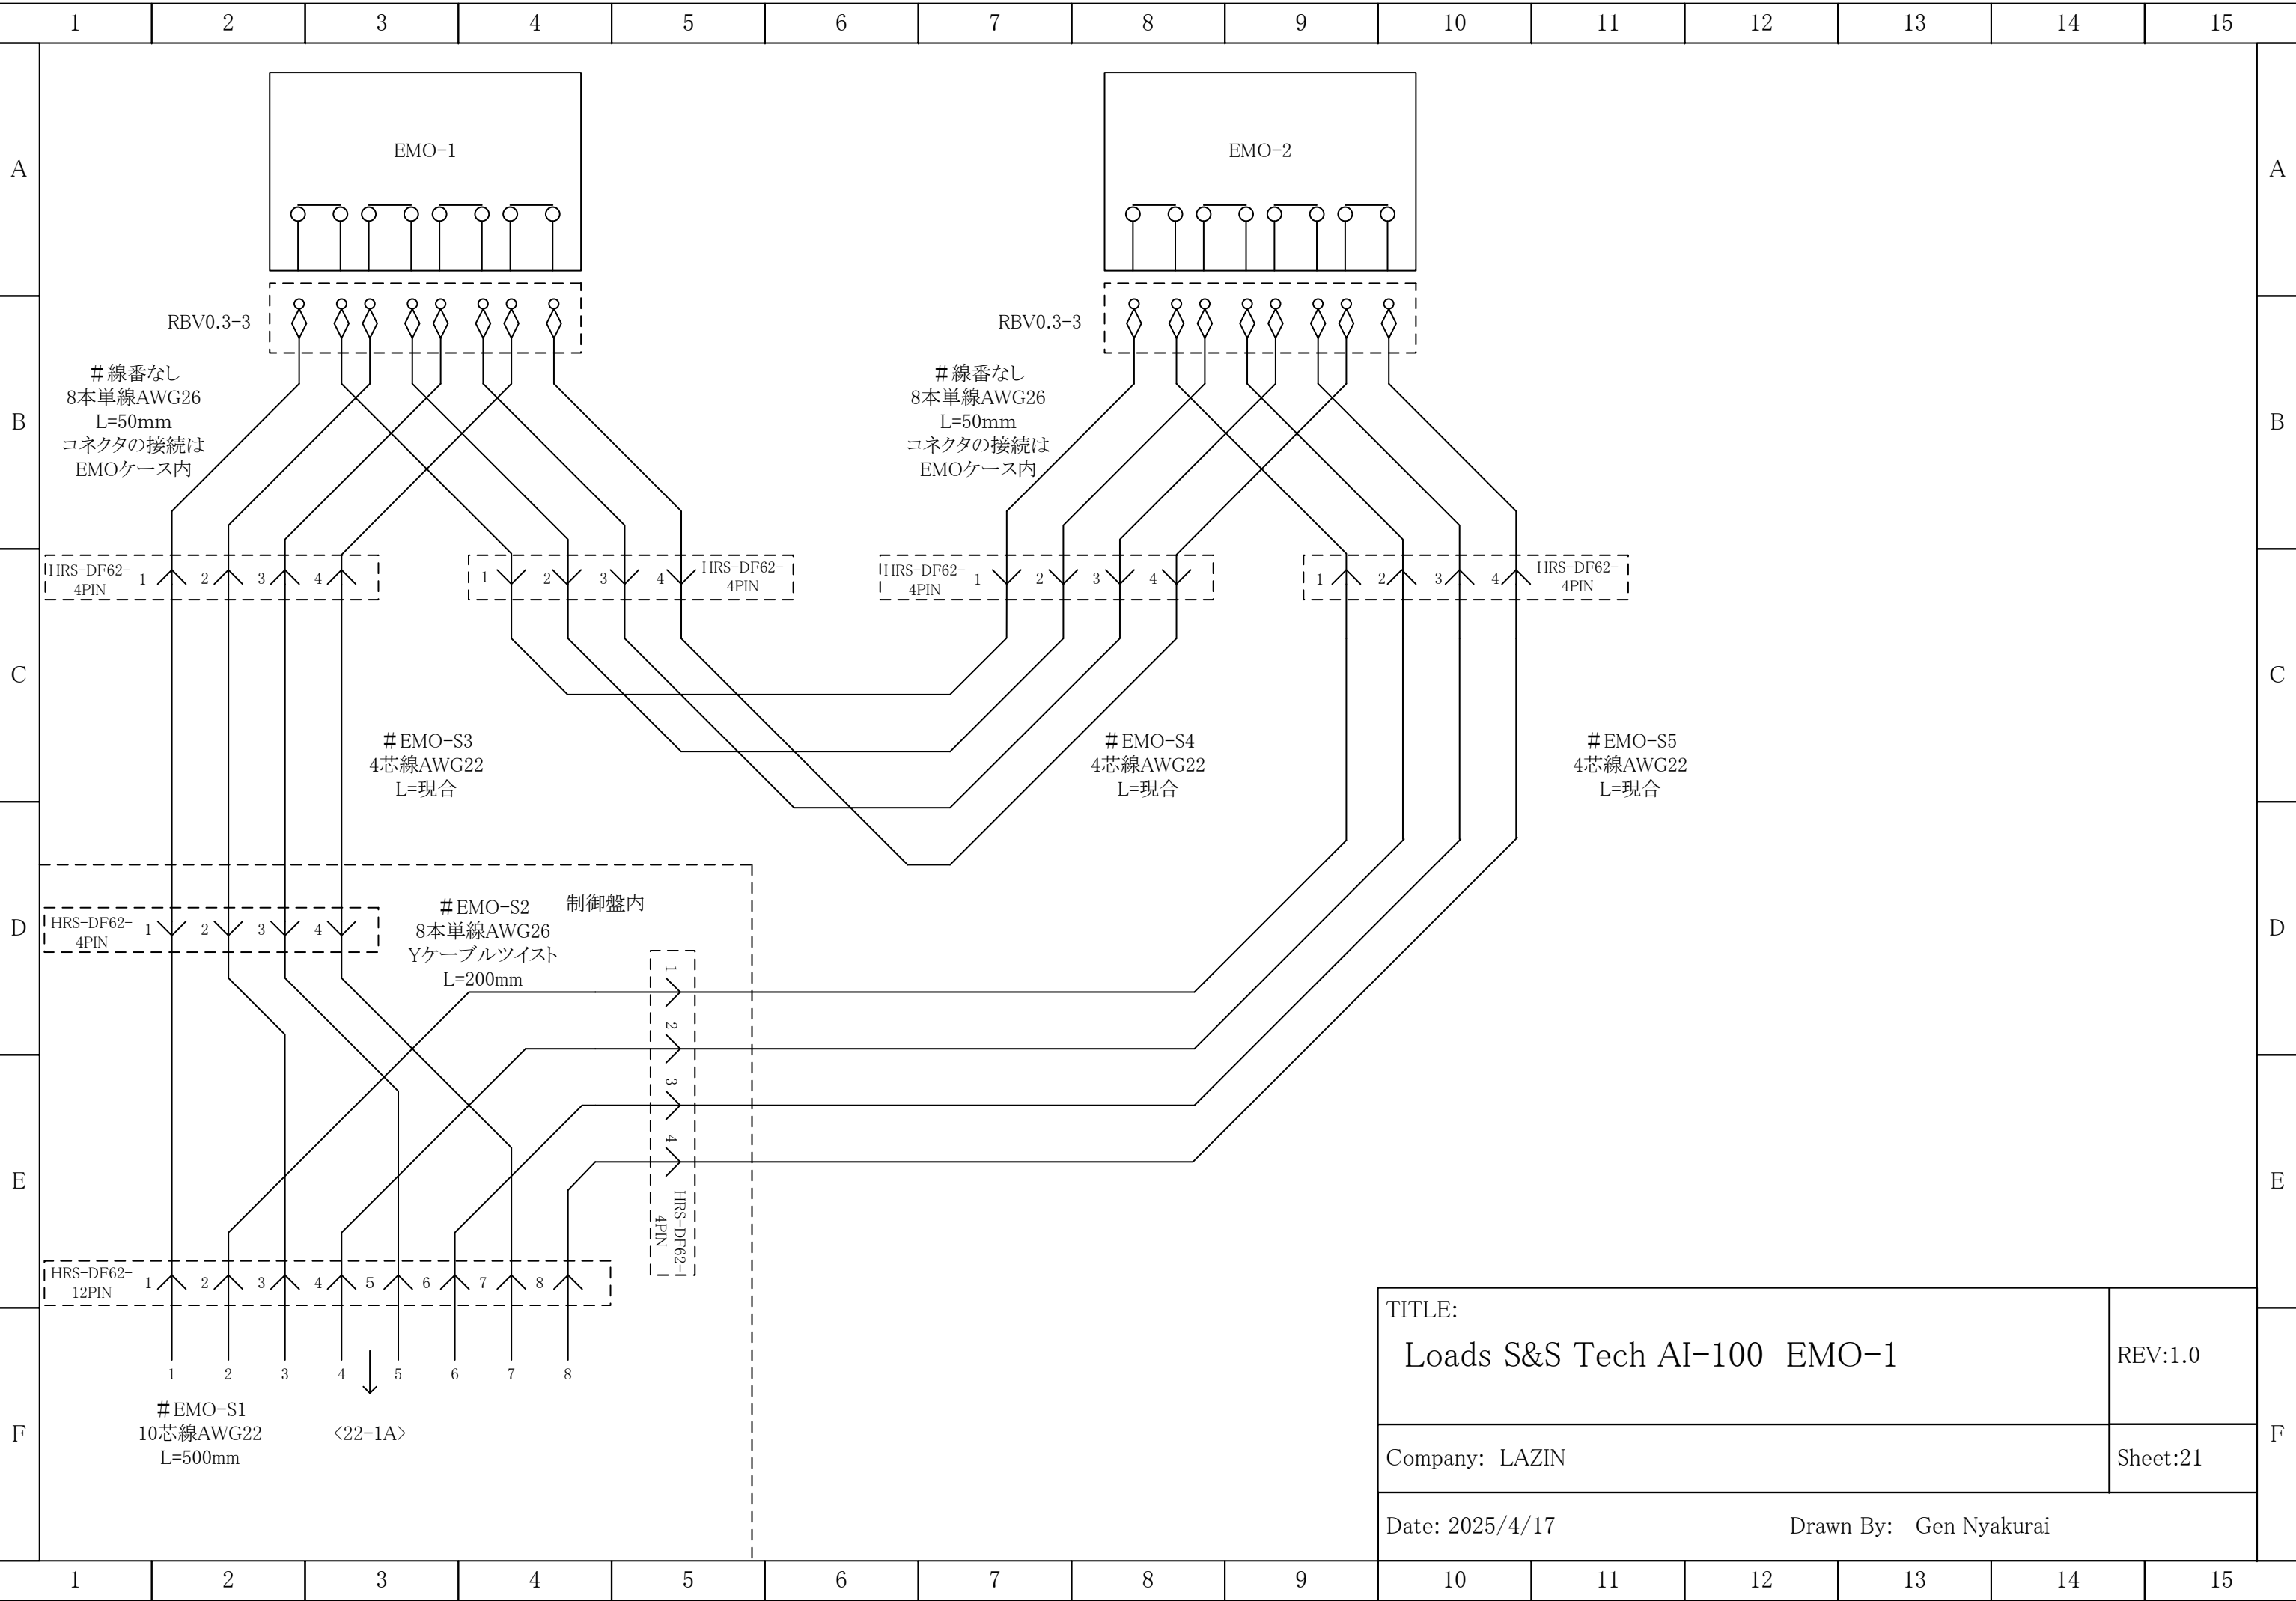 1 2 3 4 5 6 7 8 9 10 11 12 13 14 15
A
A
EMO-1
EMO-2
RBV0.3-3
RBV0.3-3
#線番なし
8本単線AWG26
L=50mm
コネクタの接続は
EMOケース内
#線番なし
8本単線AWG26
L=50mm
コネクタの接続は
EMOケース内
B
B
HRS-DF62-
4PIN
1 2 3 4
1 2 3 4
HRS-DF62-
4PIN
HRS-DF62-
4PIN
1 2 3 4
1 2 3 4
HRS-DF62-
4PIN
C
C
#EMO-S3
4芯線AWG22
L=現合
#EMO-S4
4芯線AWG22
L=現合
#EMO-S5
4芯線AWG22
L=現合
D
D
HRS-DF62-
4PIN
1 2 3 4
#EMO-S2
8本単線AWG26
Yケーブルツイスト
L=200mm
制御盤内
1
2
3
4
HRS-DF62-
4PIN
E
E
HRS-DF62-
12PIN
1 2 3 4 5 6 7 8
1 2 3 4 5 6 7 8
#EMO-S1
10芯線AWG22
L=500mm
<22-1A>
F
F
TITLE:
Loads S&S Tech AI-100 EMO-1
REV:1.0
Company: LAZIN
Sheet:21
Date: 2025/4/17
Drawn By: Gen Nyakurai
1 2 3 4 5 6 7 8 9 10 11 12 13 14 15